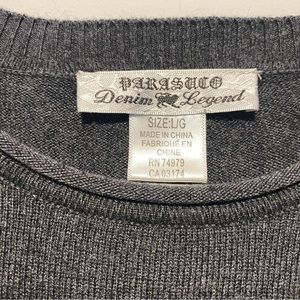 PARASUCO
Denim Legend
SIZE:L/G
MADE IN CHINA
FABRIQUÉ EN
CHINE
RN 74979
CA 03174